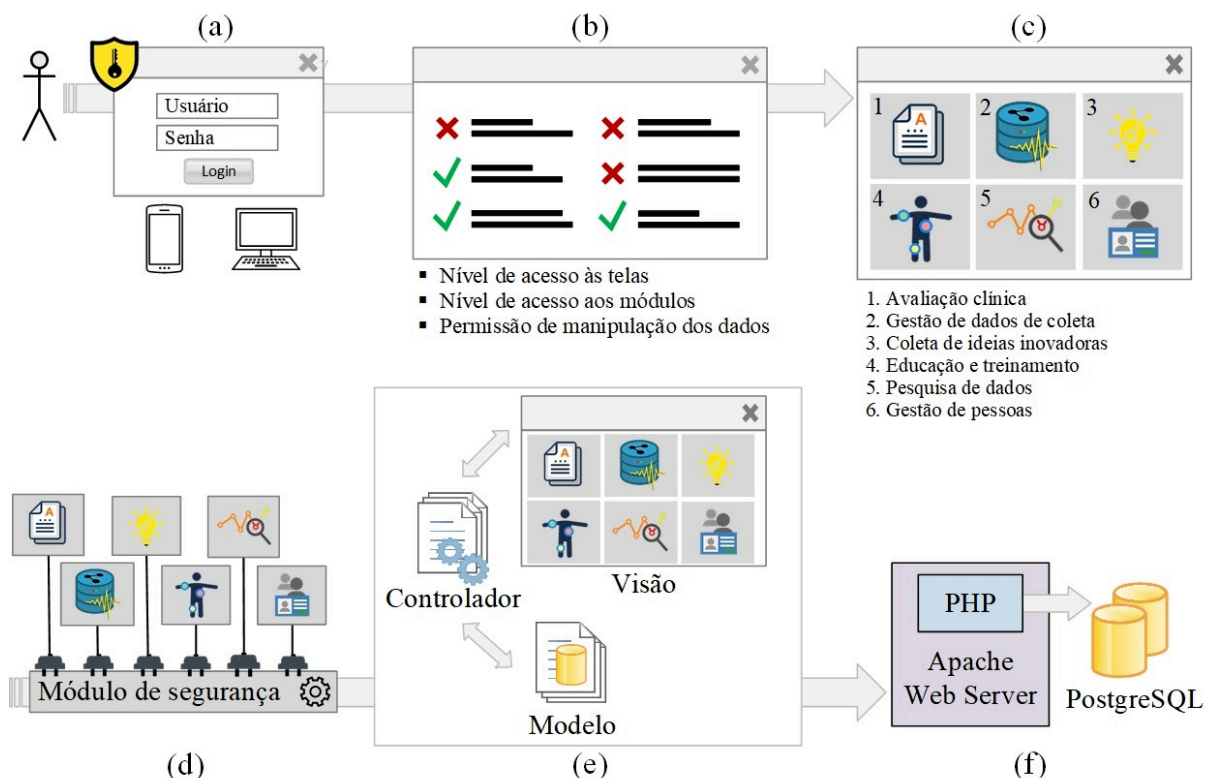 (a)
Usuário
Senha
Login
(b)
▪ Nível de acesso às telas
▪ Nível de acesso aos módulos
▪ Permissão de manipulação dos dados
(c)
1
A
2
3
4
5
6
1. Avaliação clínica
2. Gestão de dados de coleta
3. Coleta de ideias inovadoras
4. Educação e treinamento
5. Pesquisa de dados
6. Gestão de pessoas
A
Módulo de segurança
(d)
A
Controlador
Visão
Modelo
(e)
PHP
Apache
Web Server
PostgreSQL
(f)